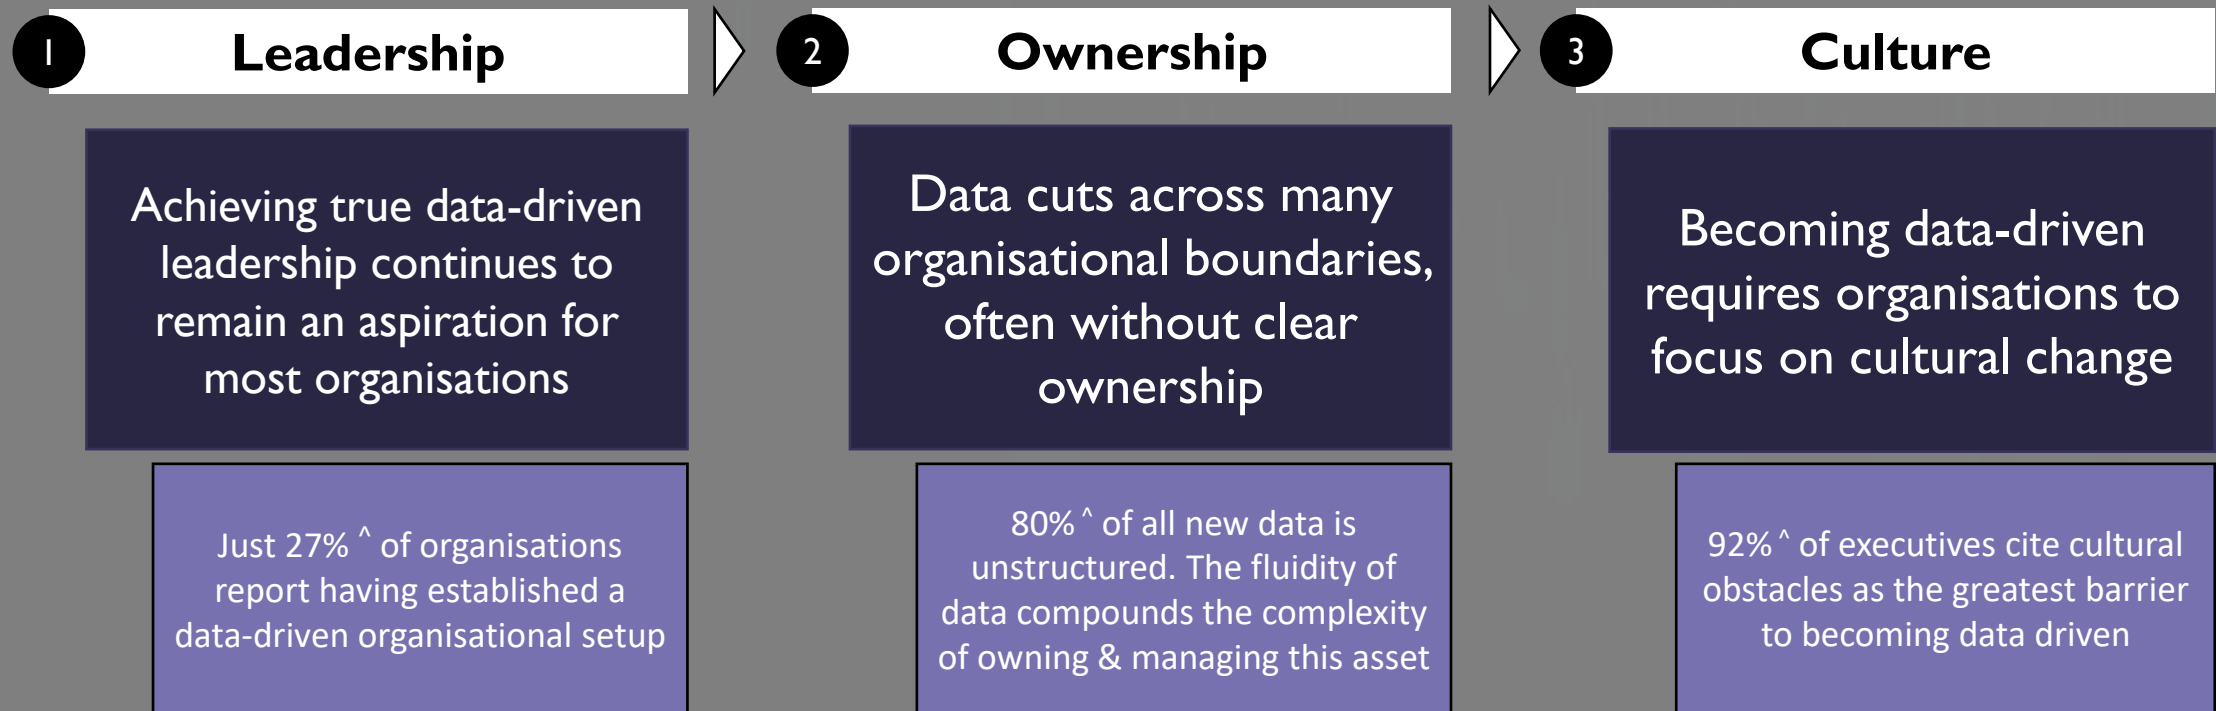 1
Leadership
Achieving true data-driven
leadership continues to
remain an aspiration for
most organisations
Just 27% ^ of organisations
report having established a
data-driven organisational setup
2
Ownership
Data cuts across many
organisational boundaries,
often without clear
ownership
80% ^ of all new data is
unstructured. The fluidity of
data compounds the complexity
of owning & managing this asset
3
Culture
Becoming data-driven
requires organisations to
focus on cultural change
92% ^ of executives cite cultural
obstacles as the greatest barrier
to becoming data driven